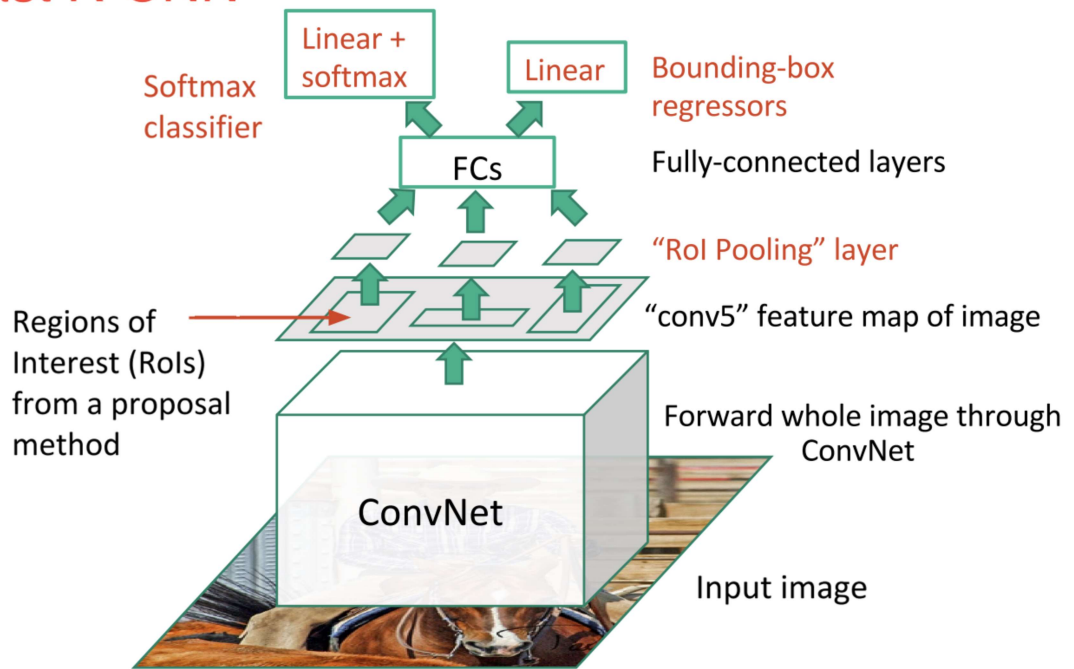 Linear +
softmax
Linear
Softmax
classifier
Bounding-box
regressors
FCs
Fully-connected layers
“RoI Pooling” layer
Regions of
Interest (RoIs)
from a proposal
method
“conv5” feature map of image
Forward whole image through
ConvNet
ConvNet
Input image